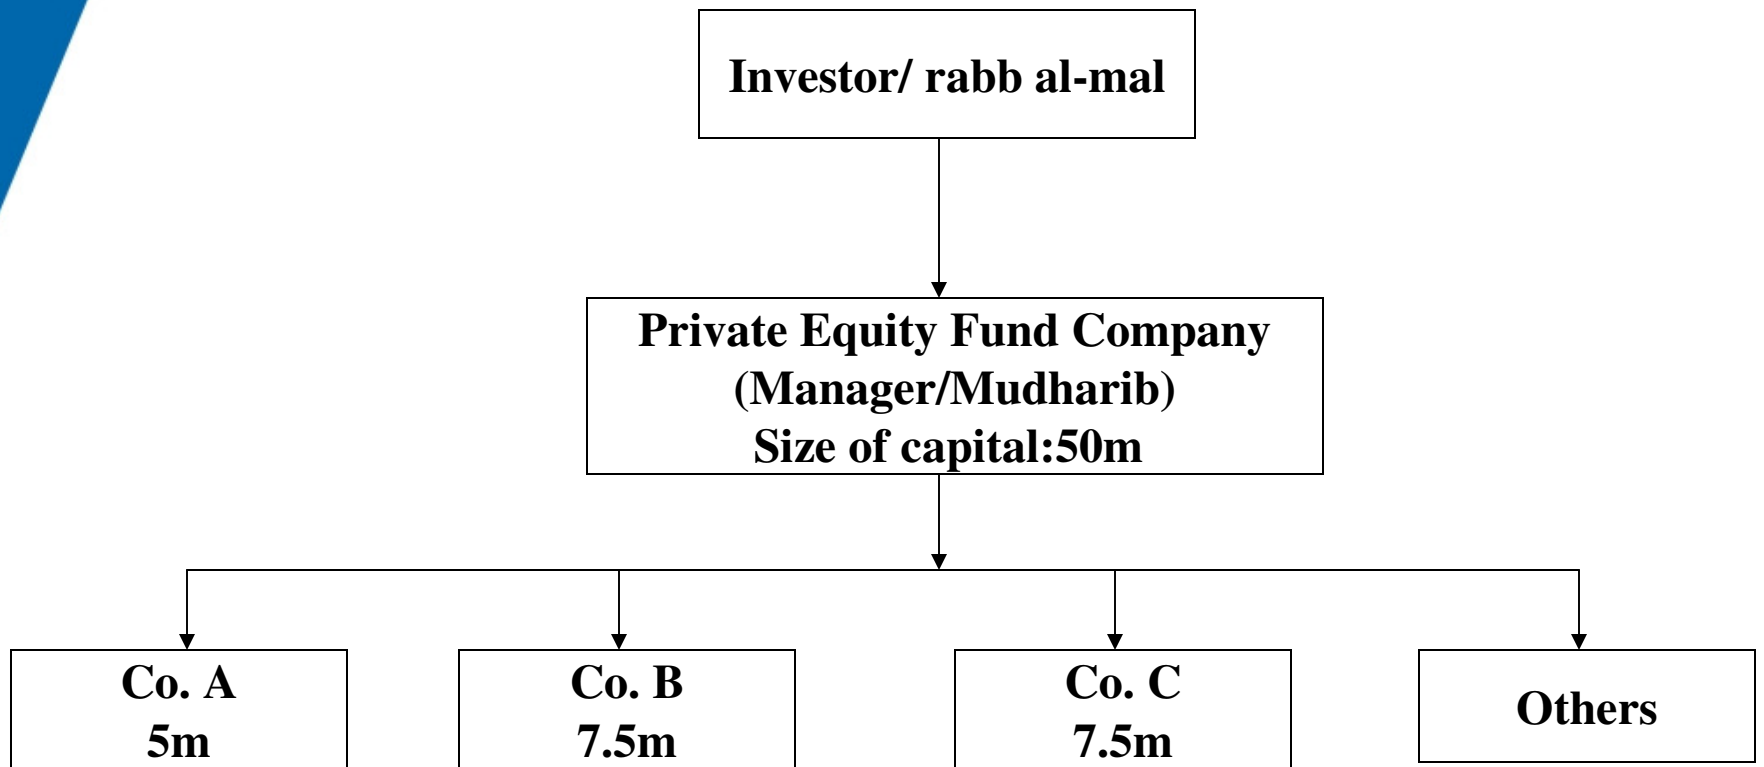 Investor/ rabb al-mal
Private Equity Fund Company
(Manager/Mudharib)
Size of capital:50m
Co. A
5m
Co. B
7.5m
Co. C
7.5m
Others